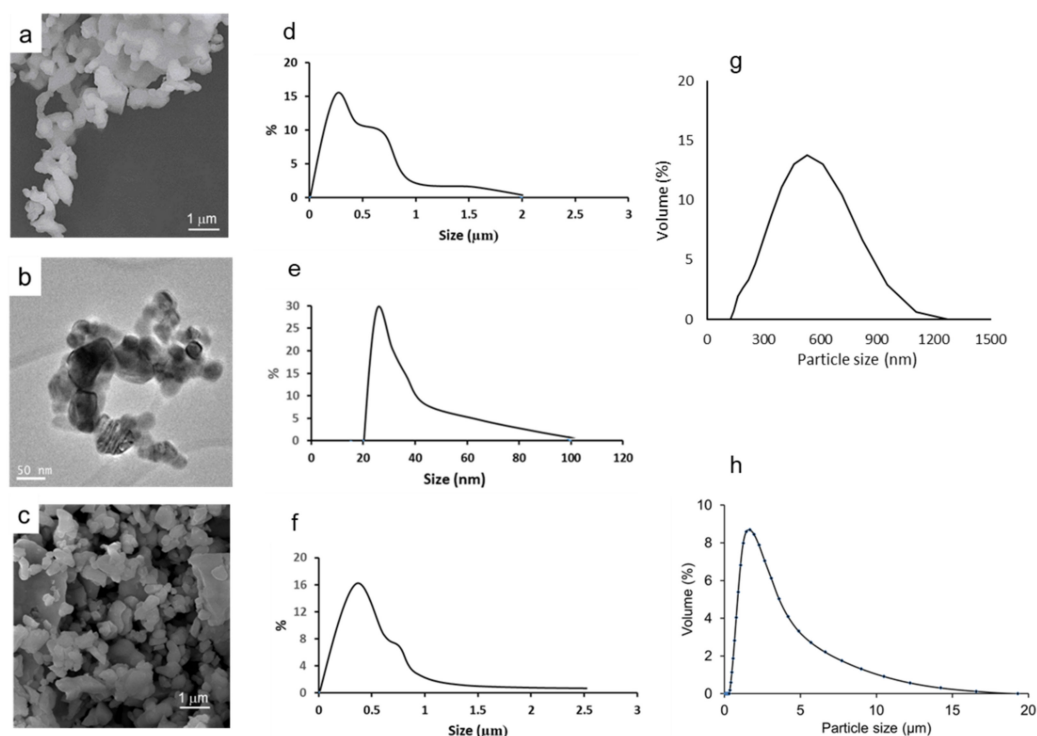 a
1 µm
b
50 nm
c
1 µm
d
20
15
10
5
0
%
0 0.5 1 1.5 2 2.5 3
Size (µm)
e
30
25
20
15
10
5
0
%
0 20 40 60 80 100 120
Size (nm)
f
20
16
12
8
4
0
%
0 0.5 1 1.5 2 2.5 3
Size (µm)
g
20
15
10
5
0
Volume (%)
0 300 600 900 1200 1500
Particle size (nm)
h
10
8
6
4
2
0
Volume (%)
0 5 10 15 20
Particle size (µm)